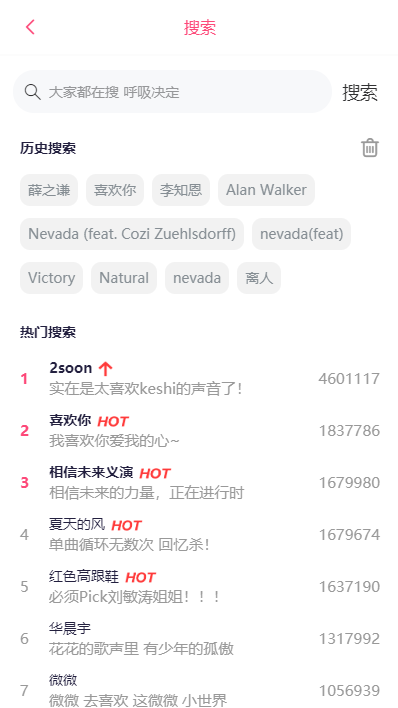 搜索
大家都在搜 呼吸决定 搜索
历史搜索
薛之谦 喜欢你 李知恩 Alan Walker
Nevada (feat. Cozi Zuehlsdorff) nevada(feat)
Victory Natural nevada 离人
热门搜索
1 2soon
实在是太喜欢keshi的声音了! 4601117
2 喜欢你 HOT
我喜欢你爱我的心~ 1837786
3 相信未来义演 HOT
相信未来的力量，正在进行时 1679980
4 夏天的风 HOT
单曲循环无数次 回忆杀! 1679674
5 红色高跟鞋 HOT
必须Pick刘敏涛姐姐！！！ 1637190
6 华晨宇
花花的歌声里 有少年的孤傲 1317992
7 微微
微微 去喜欢 这微微 小世界 1056939